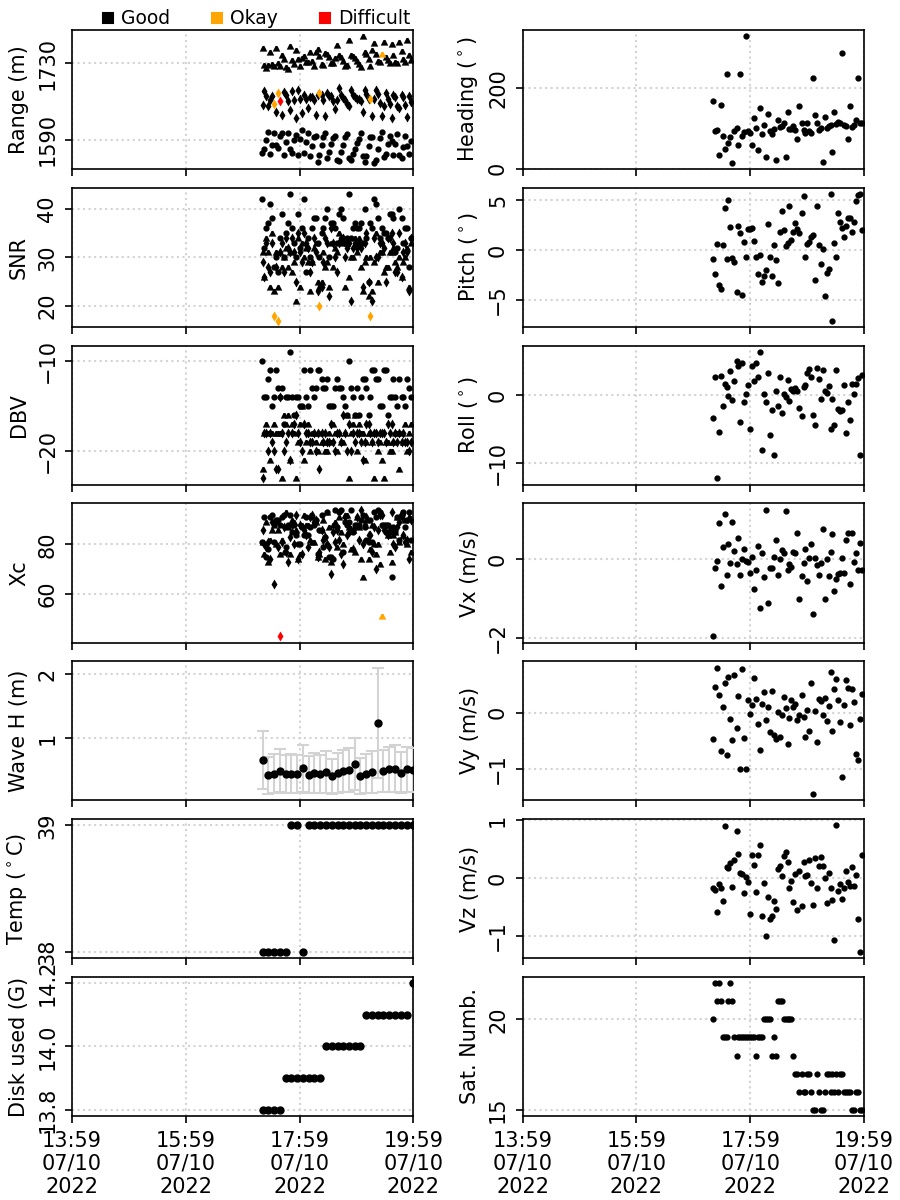 Good Okay Difficult
Range (m)
1730
1590
Heading (°)
200
0
SNR
40
30
20
Pitch (°)
5
0
−5
DBV
−10
−20
Roll (°)
0
−10
Xc
80
60
Vx (m/s)
0
−2
Wave H (m)
2
1
Vy (m/s)
0
−1
Temp (°C)
39
38
Vz (m/s)
1
0
−1
Disk used (G)
14.2
14.0
13.8
Sat. Numb.
20
15
13:59 15:59 17:59 19:59 13:59 15:59 17:59 19:59
07/10 07/10 07/10 07/10 07/10 07/10 07/10 07/10
2022 2022 2022 2022 2022 2022 2022 2022